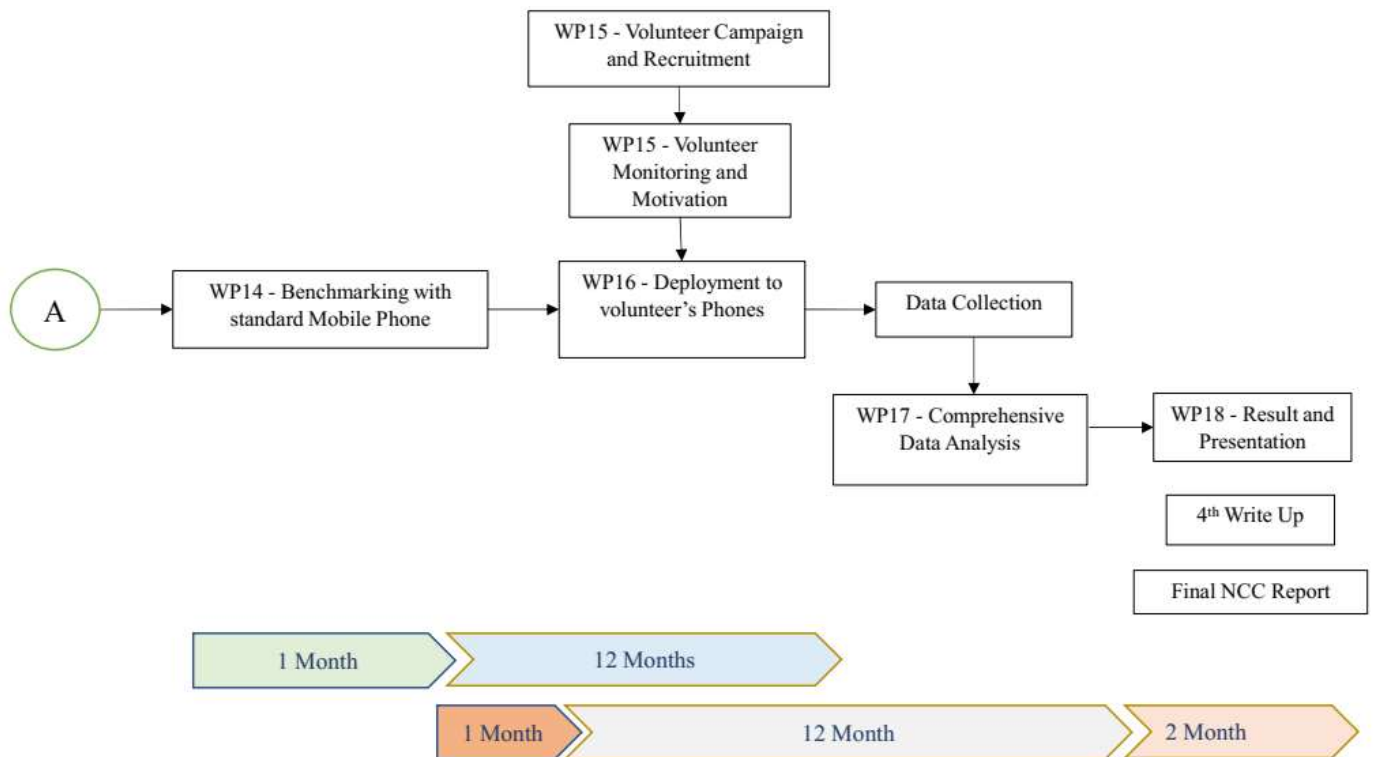 WP15 - Volunteer Campaign
and Recruitment
WP15 - Volunteer
Monitoring and
Motivation
A
WP14 - Benchmarking with
standard Mobile Phone
WP16 - Deployment to
volunteer’s Phones
Data Collection
WP17 - Comprehensive
Data Analysis
WP18 - Result and
Presentation
4th Write Up
Final NCC Report
1 Month
12 Months
1 Month
12 Month
2 Month